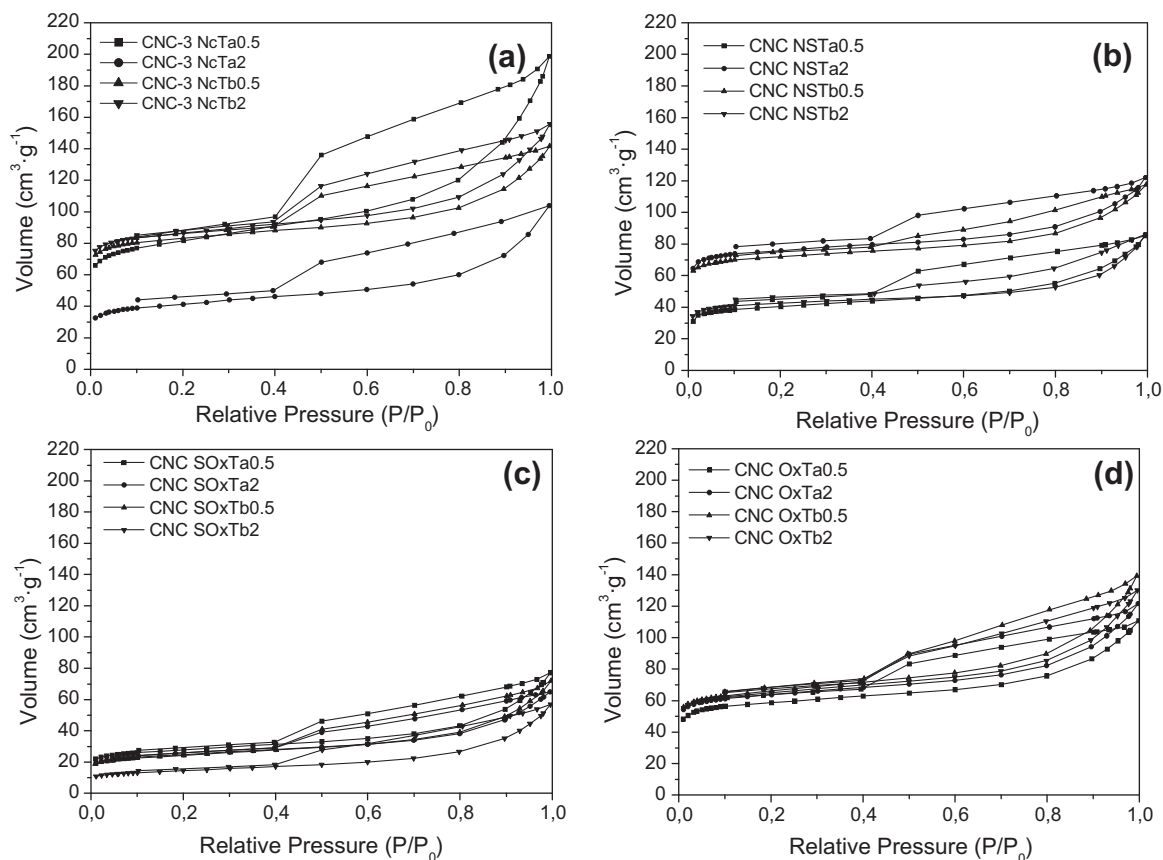 220
200
180
160
140
120
100
80
60
40
20
0
Volume (cm³·g⁻¹)
CNC-3 NcTa0.5
CNC-3 NcTa2
CNC-3 NcTb0.5
CNC-3 NcTb2
(a)
0.0 0.2 0.4 0.6 0.8 1.0
Relative Pressure (P/P₀)
220
200
180
160
140
120
100
80
60
40
20
0
Volume (cm³·g⁻¹)
CNC NSTa0.5
CNC NSTa2
CNC NSTb0.5
CNC NSTb2
(b)
0,0 0,2 0,4 0,6 0,8 1,0
Relative Pressure (P/P₀)
220
200
180
160
140
120
100
80
60
40
20
0
Volume (cm³·g⁻¹)
CNC SOxTa0.5
CNC SOxTa2
CNC SOxTb0.5
CNC SOxTb2
(c)
0,0 0,2 0,4 0,6 0,8 1,0
Relative Pressure (P/P₀)
220
200
180
160
140
120
100
80
60
40
20
0
Volume (cm³·g⁻¹)
CNC OxTa0.5
CNC OxTa2
CNC OxTb0.5
CNC OxTb2
(d)
0,0 0,2 0,4 0,6 0,8 1,0
Relative Pressure (P/P₀)